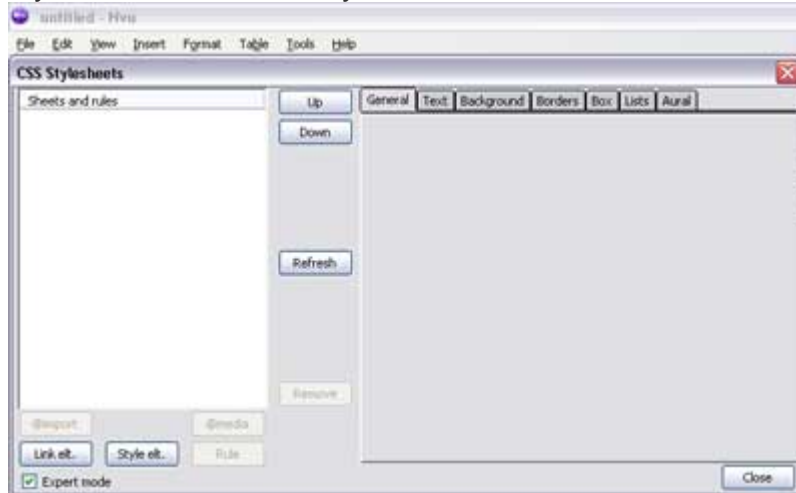 untitled - Nvu
File Edit View Insert Format Table Tools Help
CSS Stylesheets
Sheets and rules
Up
General Text Background Borders Box Lists Aural
Down
Refresh
Remove
@import @media
Link elt. Style elt. Rule
Expert mode
Close